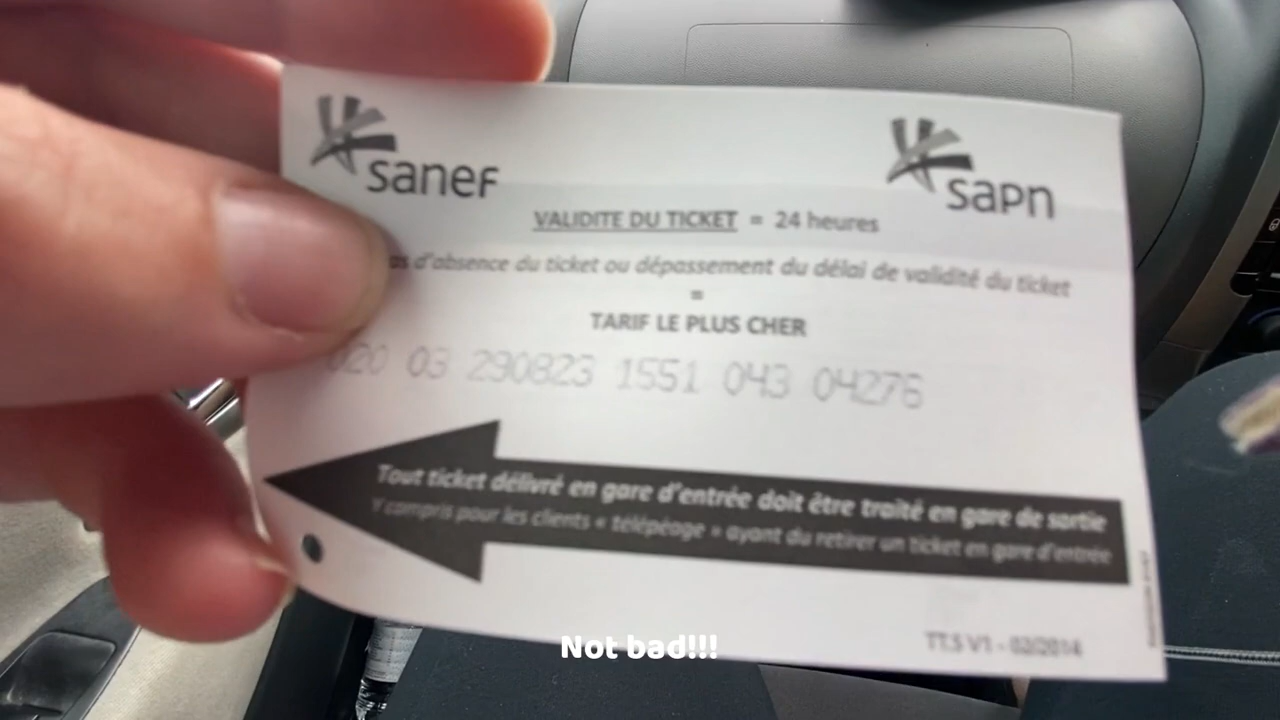 sanef
sapn
VALIDITE DU TICKET = 24 heures
d'absence du ticket ou dépassement du délai de validité du ticket
=
TARIF LE PLUS CHER
020 03 290823 1551 043 04276
Tout ticket délivré en gare d'entrée doit être traité en gare de sortie
Y compris pour les clients « télépéage » ayant du retirer un ticket en gare d'entrée
TT.5 V1 - 02/2014
Not bad!!!